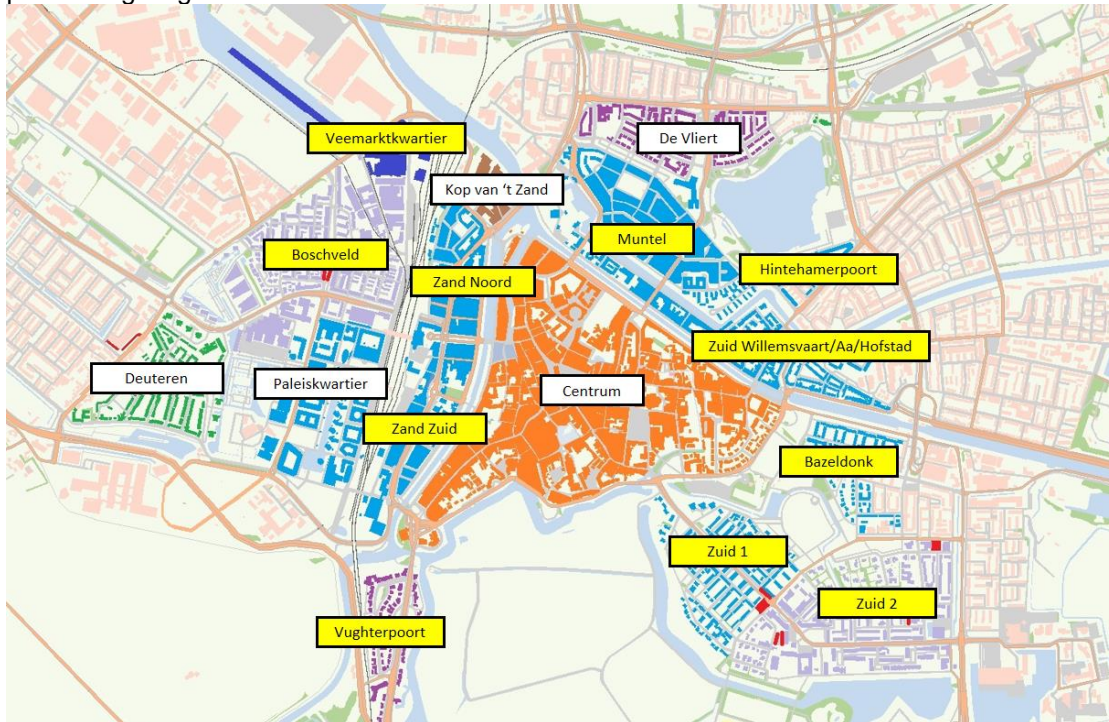 Veemarktkwartier
De Vliert
Kop van ‘t Zand
Muntel
Boschveld
Hintehamerpoort
Zand Noord
Zuid Willemsvaart/Aa/Hofstad
Deuteren
Paleiskwartier
Centrum
Zand Zuid
Bazeldonk
Zuid 1
Zuid 2
Vughterpoort